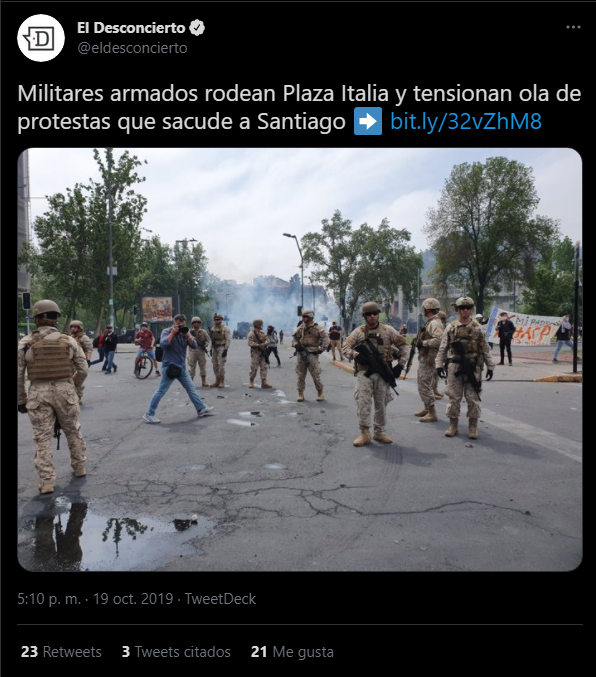 El Desconcierto
@eldesconcierto
Militares armados rodean Plaza Italia y tensionan ola de
protestas que sacude a Santiago ➡ bit.ly/32vZhM8
5:10 p. m. · 19 oct. 2019 · TweetDeck
23 Retweets 3 Tweets citados 21 Me gusta